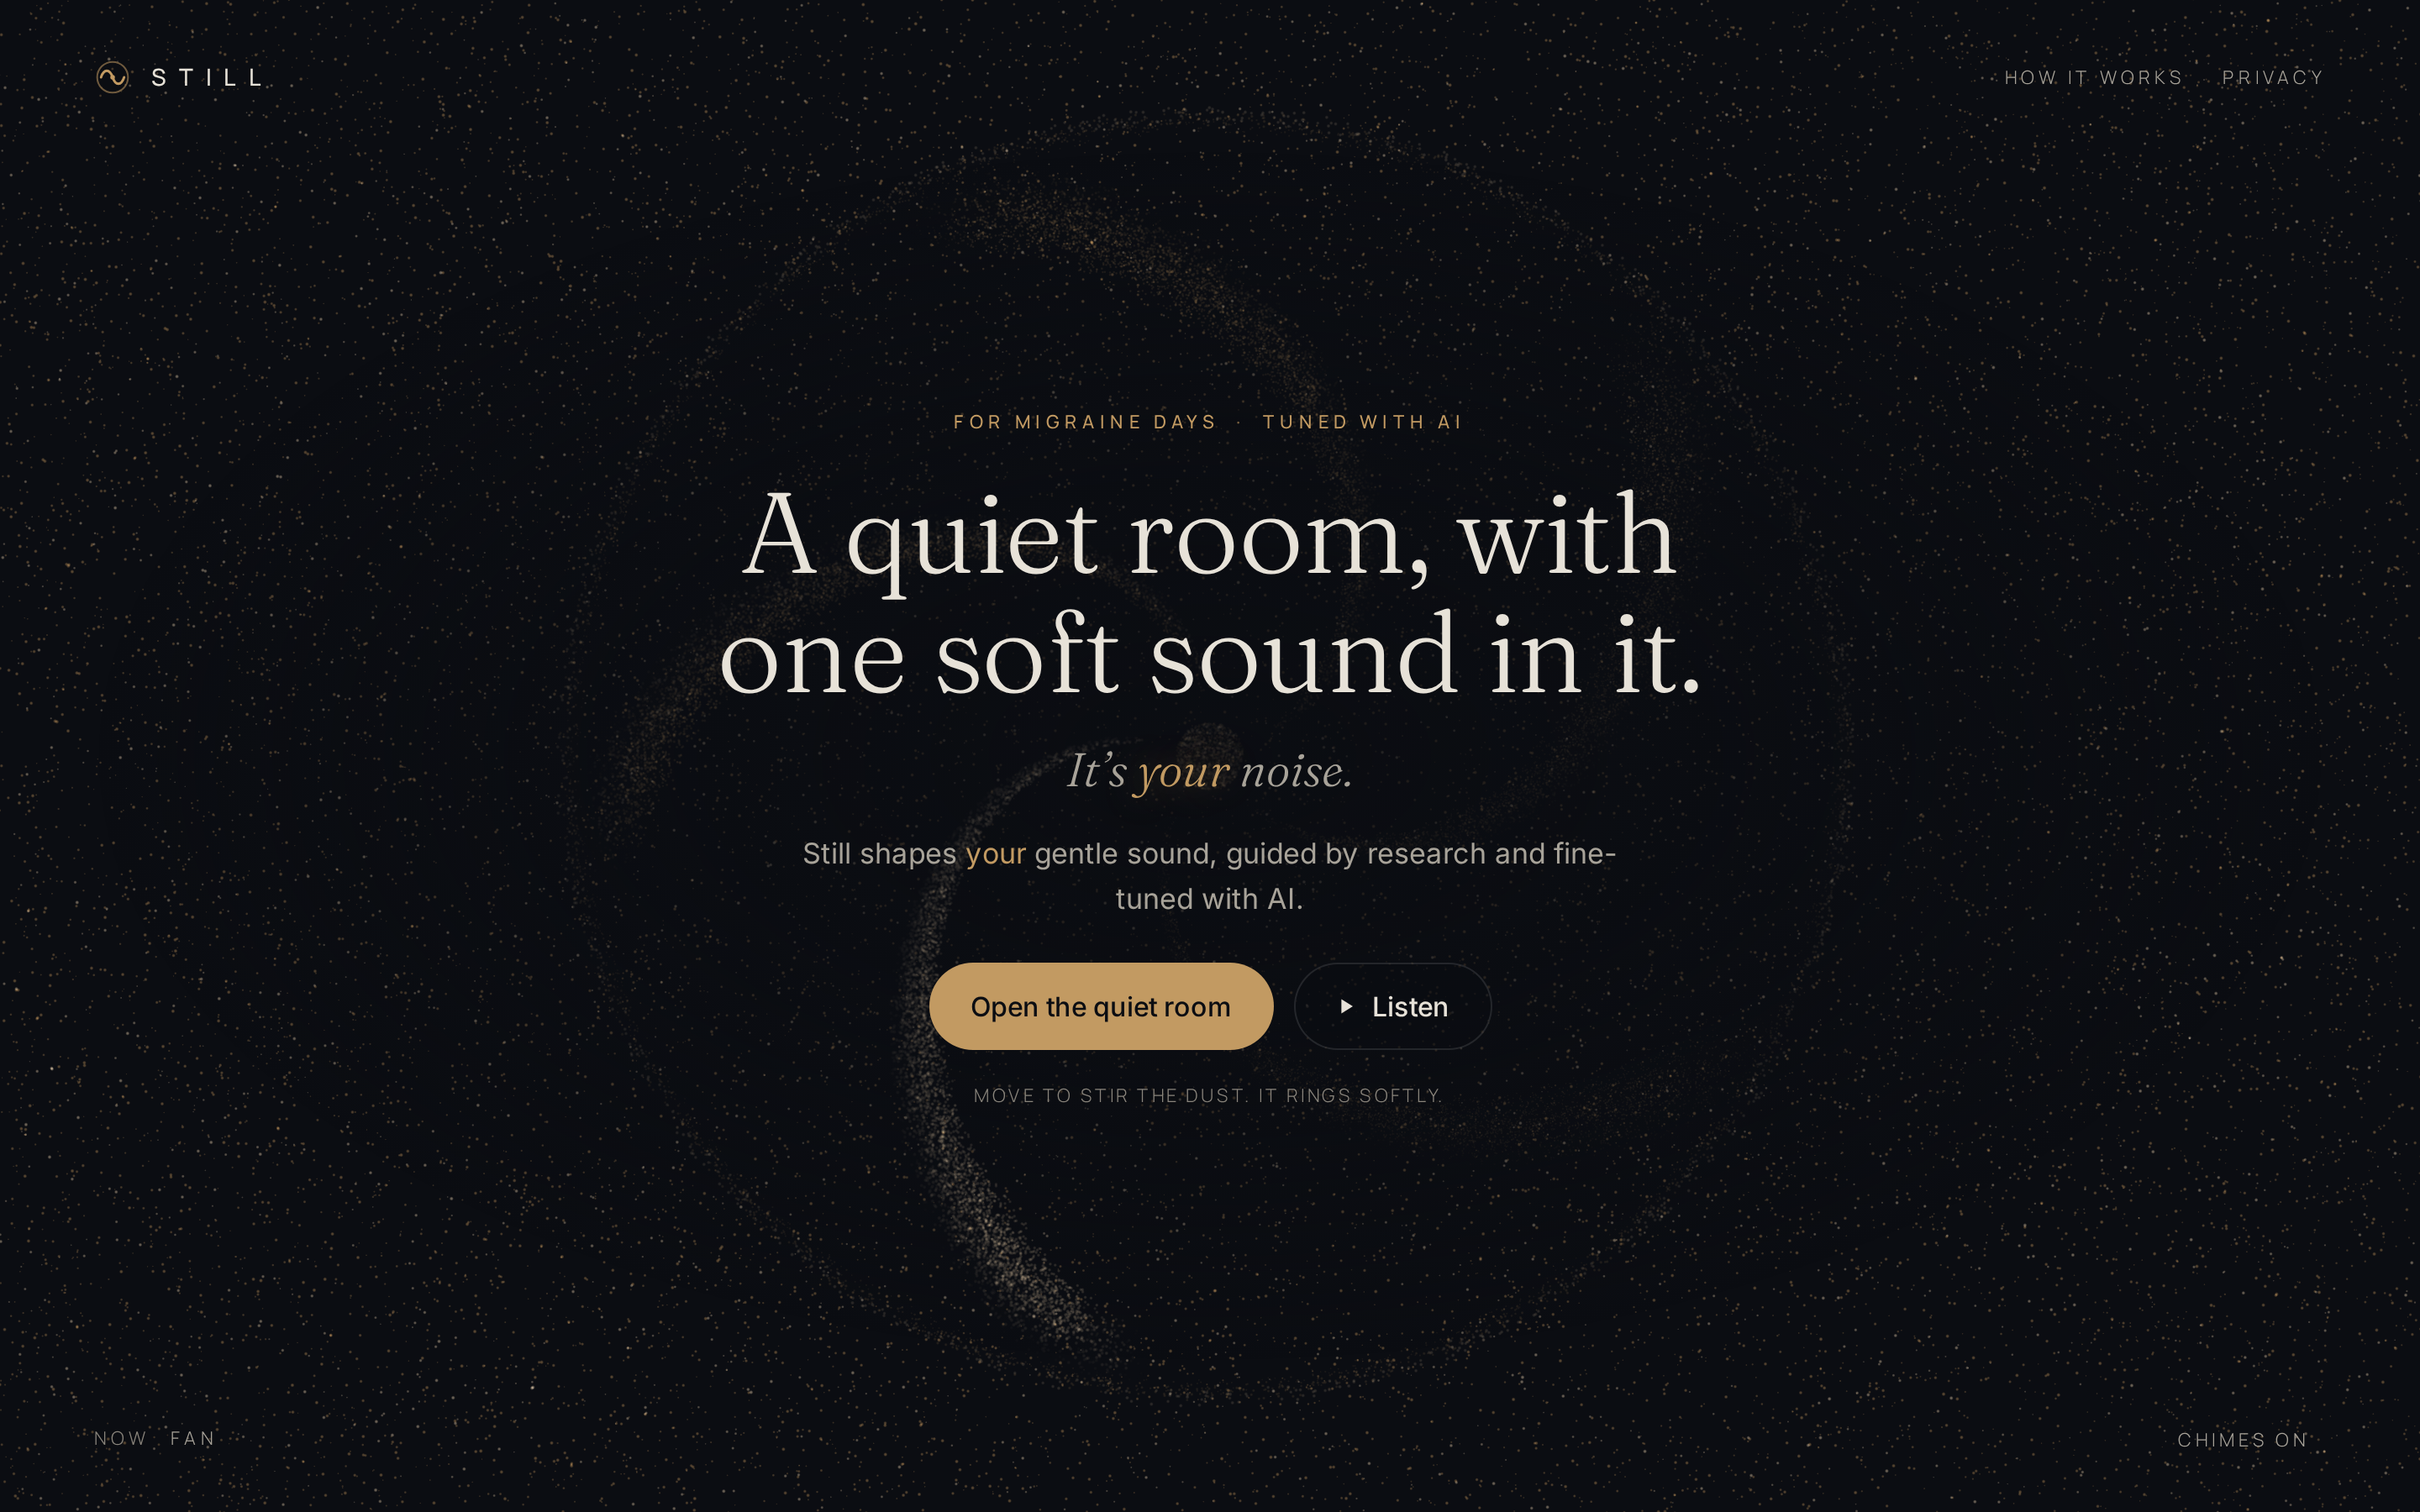 STILL
HOW IT WORKS PRIVACY
FOR MIGRAINE DAYS · TUNED WITH AI
A quiet room, with
one soft sound in it.
It’s your noise.
Still shapes your gentle sound, guided by research and fine-
tuned with AI.
Open the quiet room
Listen
MOVE TO STIR THE DUST. IT RINGS SOFTLY.
NOW FAN
CHIMES ON